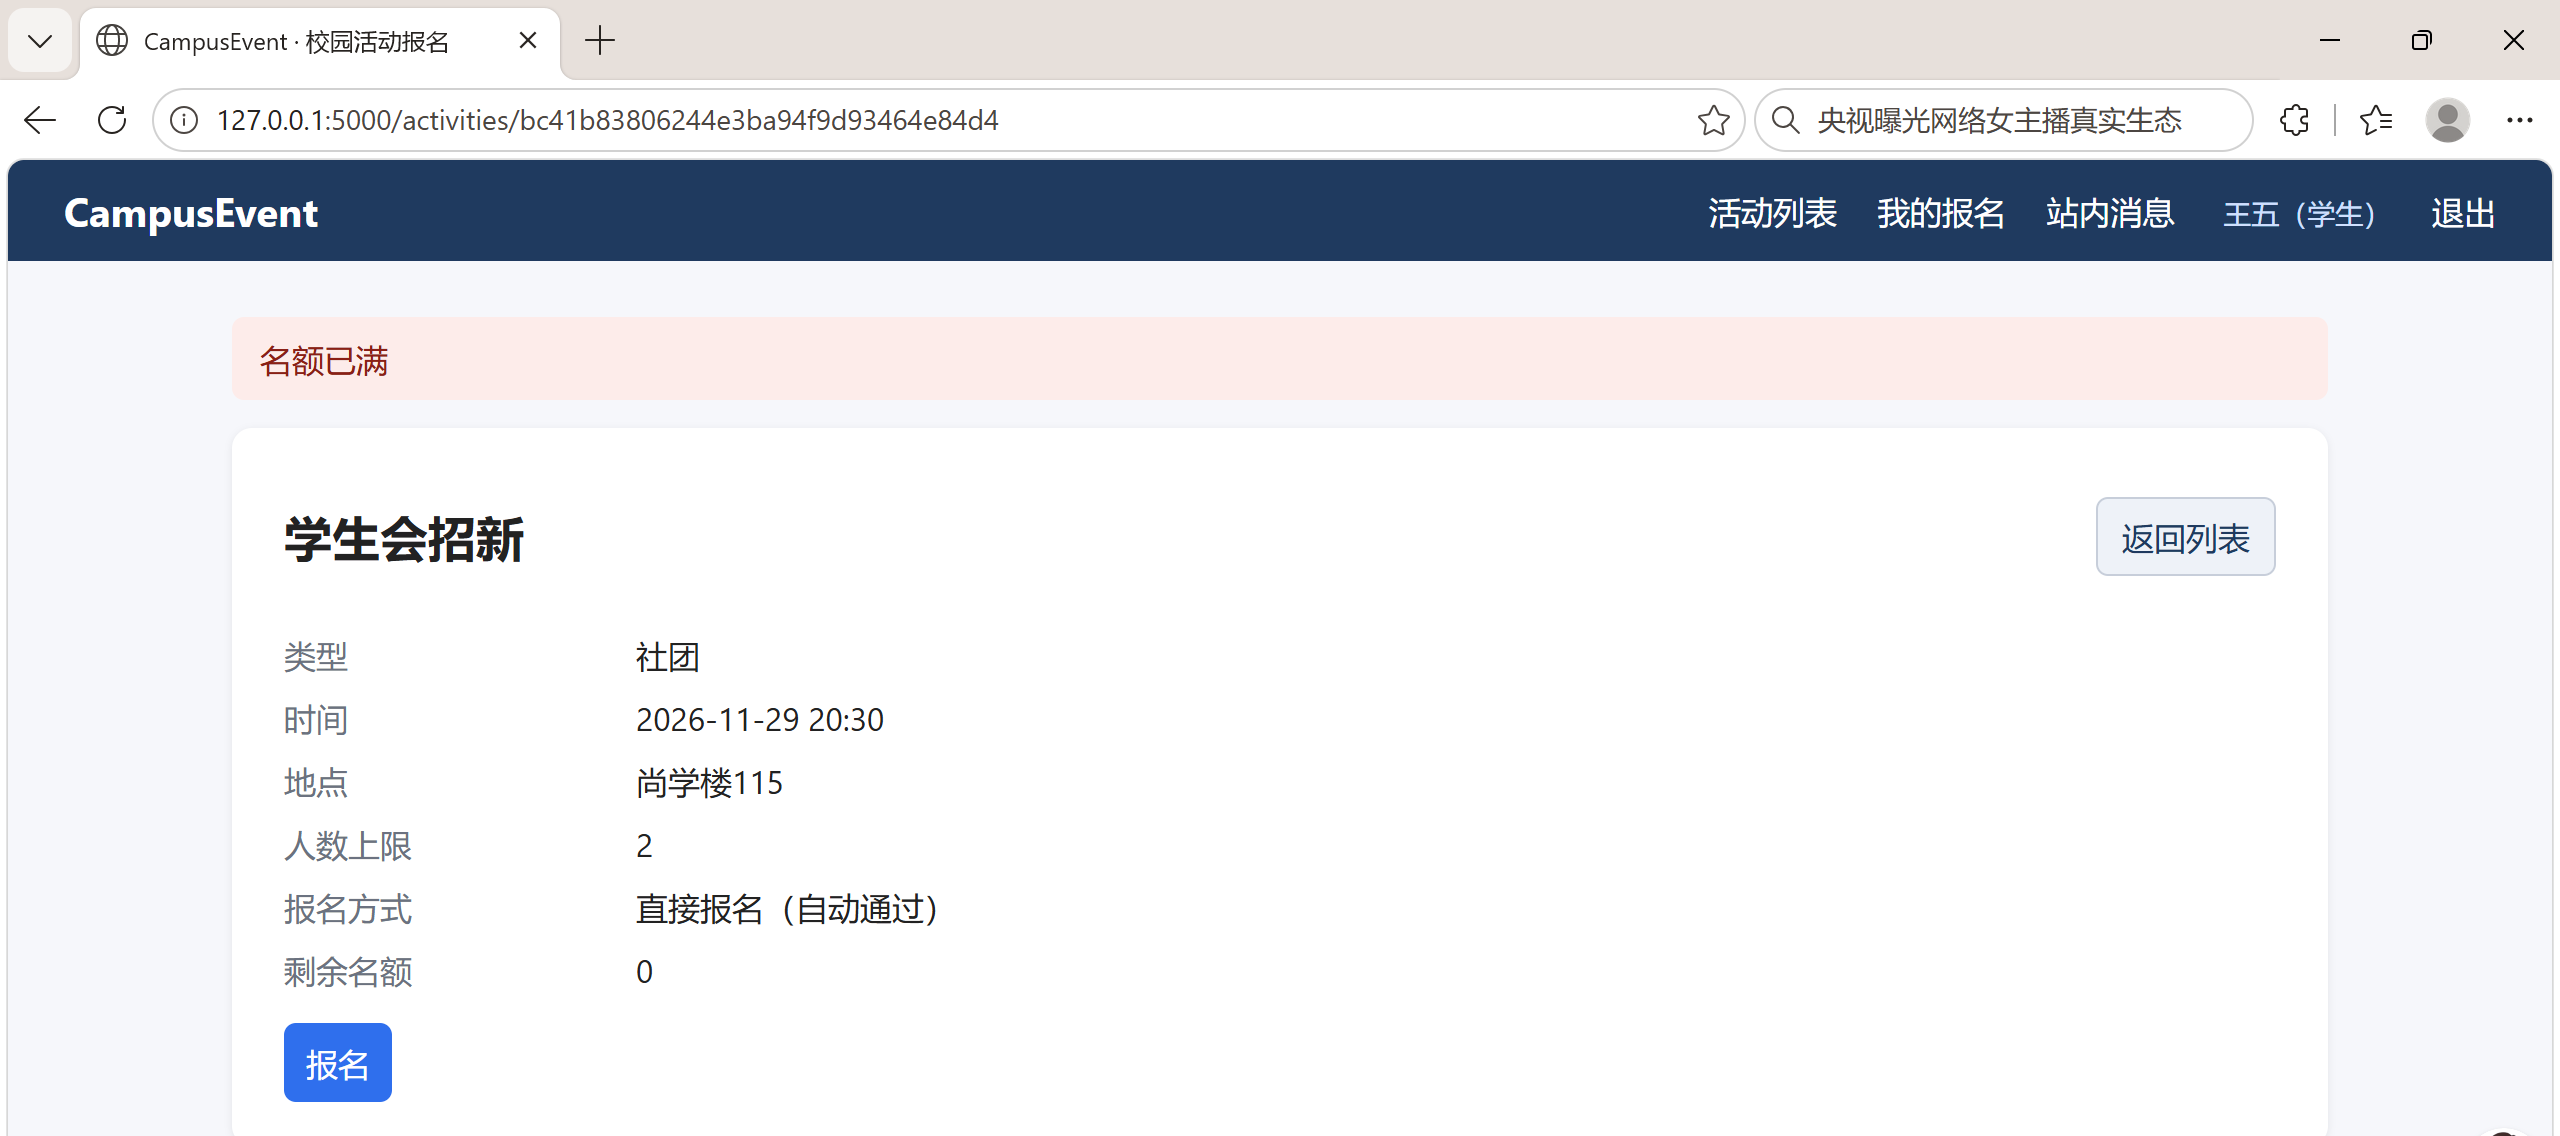 CampusEvent · 校园活动报名
127.0.0.1:5000/activities/bc41b83806244e3ba94f9d93464e84d4
央视曝光网络女主播真实生态
CampusEvent
活动列表 我的报名 站内消息 王五（学生） 退出
名额已满
学生会招新
返回列表
类型 社团
时间 2026-11-29 20:30
地点 尚学楼115
人数上限 2
报名方式 直接报名（自动通过）
剩余名额 0
报名